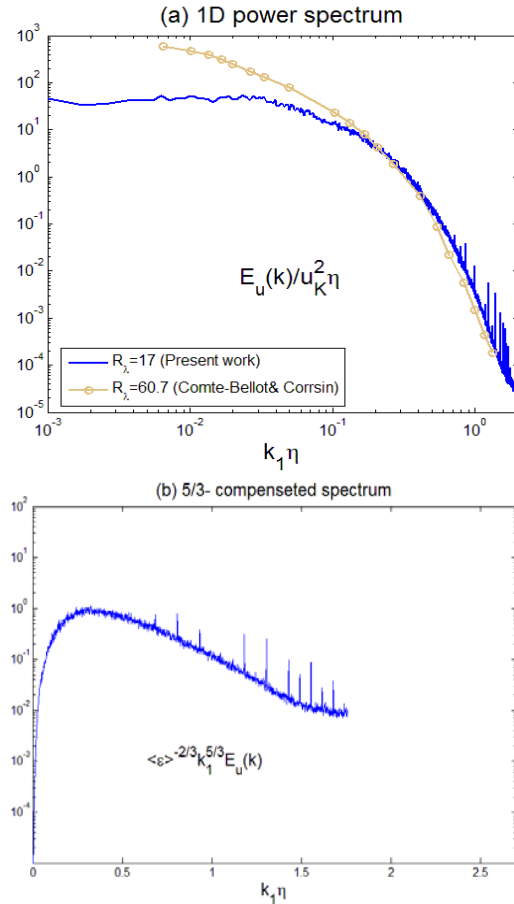 (a) 1D power spectrum
10^3
10^2
10^1
10^0
10^-1
10^-2
10^-3
10^-4
10^-5
E_u(k)/u_K^2 η
R_λ=17 (Present work)
R_λ=60.7 (Comte-Bellot& Corrsin)
10^-3 10^-2 10^-1 10^0
k_1 η
(b) 5/3- compenseted spectrum
10^2
10^1
10^0
10^-1
10^-2
10^-3
10^-4
<ε>^-2/3 k_1^5/3 E_u(k)
0 0.5 1 1.5 2 2.5
k_1 η